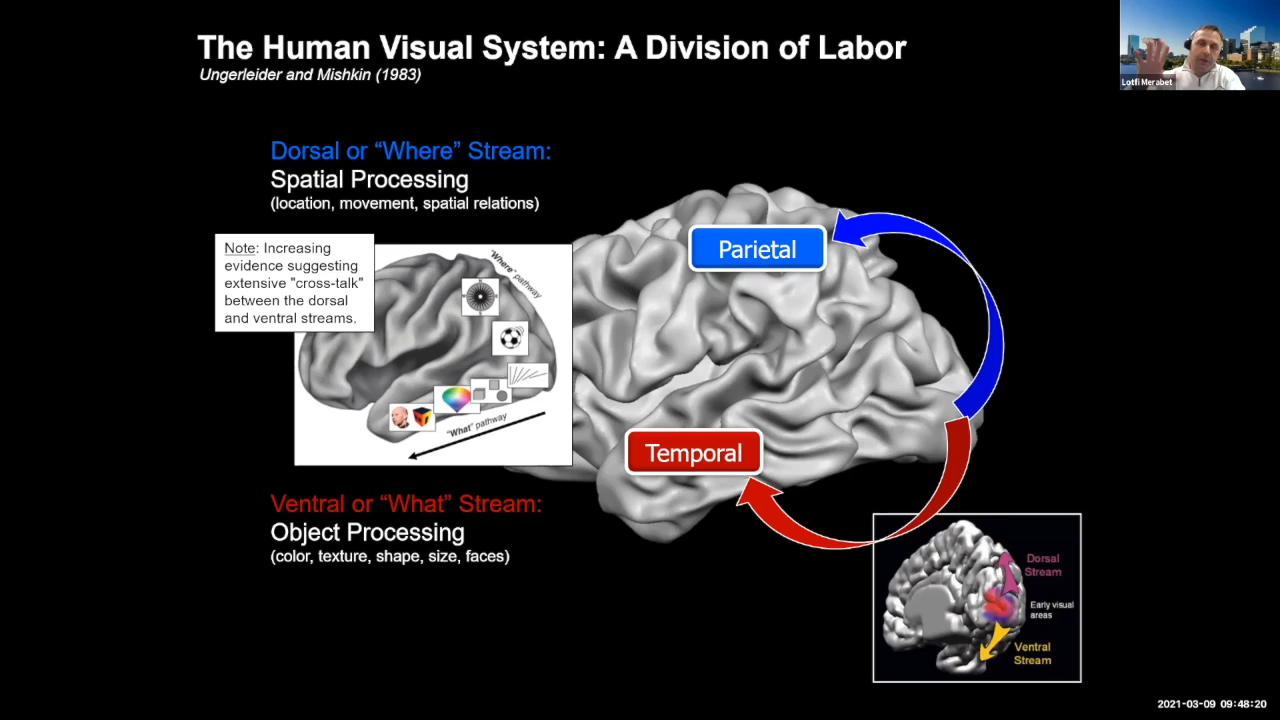 The Human Visual System: A Division of Labor
Ungerleider and Mishkin (1983)
Lotfi Merabet
Dorsal or “Where” Stream:
Spatial Processing
(location, movement, spatial relations)
Note: Increasing
evidence suggesting
extensive "cross-talk"
between the dorsal
and ventral streams.
"Where" pathway
"What" pathway
Parietal
Temporal
Ventral or “What” Stream:
Object Processing
(color, texture, shape, size, faces)
Dorsal
Stream
Early visual
areas
Ventral
Stream
2021-03-09 09:48:20